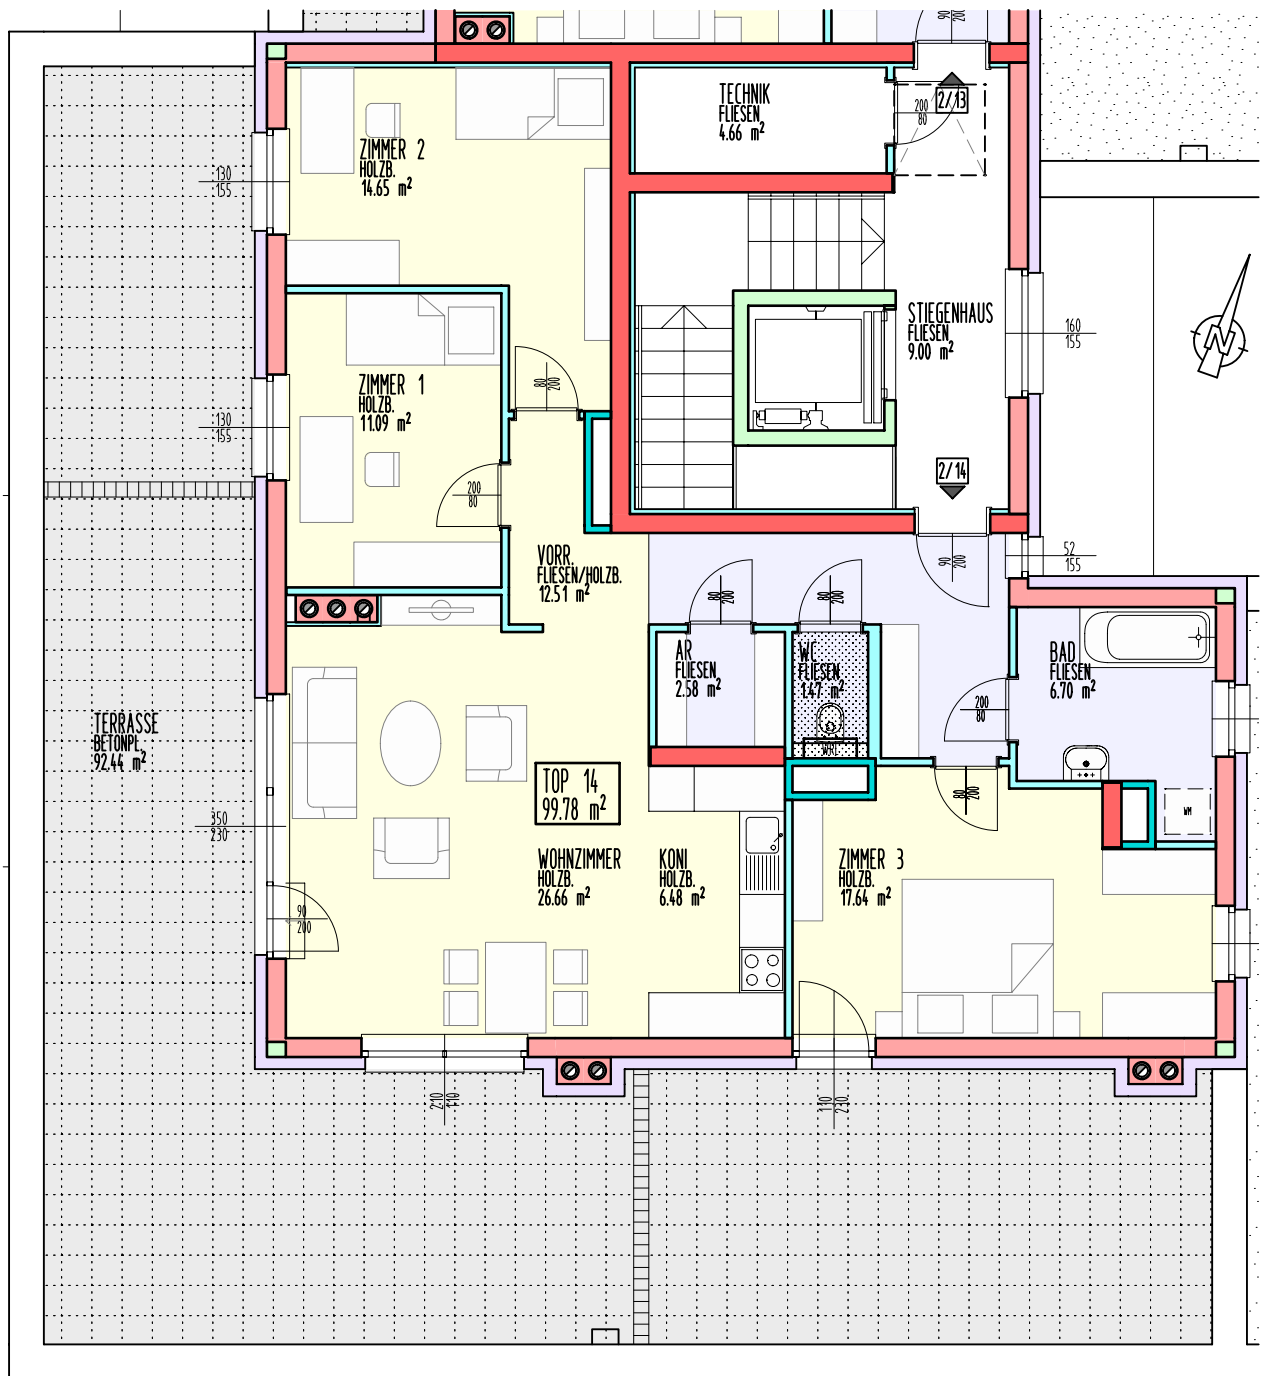 90
200
TECHNIK
FLIESEN
4.66 m²
200
80
2/13
ZIMMER 2
HOLZB.
14.65 m²
130
155
STIEGENHAUS
FLIESEN
9.00 m²
160
155
N
80
200
ZIMMER 1
HOLZB.
11.09 m²
130
155
200
80
2/14
VORR.
FLIESEN/HOLZB.
12.51 m²
90
200
52
155
80
200
80
200
AR
FLIESEN
2.58 m²
WC
FLIESEN
1.47 m²
BAD
FLIESEN
6.70 m²
200
80
TERRASSE
BETONPL.
92.44 m²
TOP 14
99.78 m²
80
200
WM
350
230
WOHNZIMMER
HOLZB.
26.66 m²
KONI
HOLZB.
6.48 m²
ZIMMER 3
HOLZB.
17.64 m²
90
200
210
110
110
230